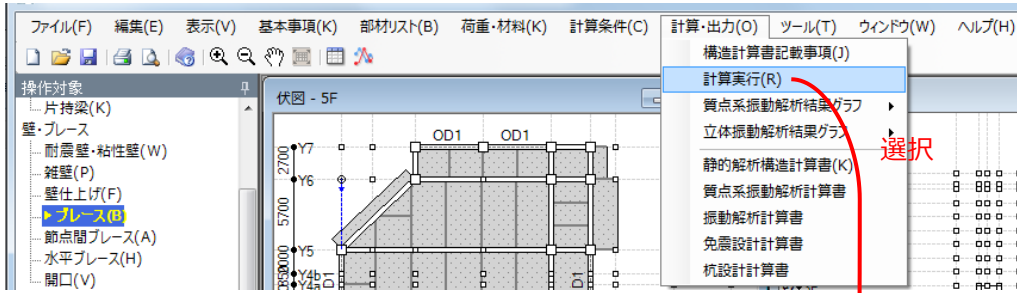 ファイル(F) 編集(E) 表示(V) 基本事項(K) 部材リスト(B) 荷重・材料(K) 計算条件(C) 計算・出力(O) ツール(T) ウィンドウ(W) ヘルプ(H)
構造計算書記載事項(J)
計算実行(R)
質点系振動解析結果グラフ
立体振動解析結果グラフ
選択
静的解析構造計算書(K)
質点系振動解析計算書
振動解析計算書
免震設計計算書
杭設計計算書
操作対象
片持梁(K)
壁・ブレース
耐震壁・粘性壁(W)
雑壁(P)
壁仕上げ(F)
ブレース(B)
節点間ブレース(A)
水平ブレース(H)
開口(V)
伏図 - 5F
OD1 OD1
Y7
2700
Y6
5700
Y5
Y4b
Y4a
D1
D1